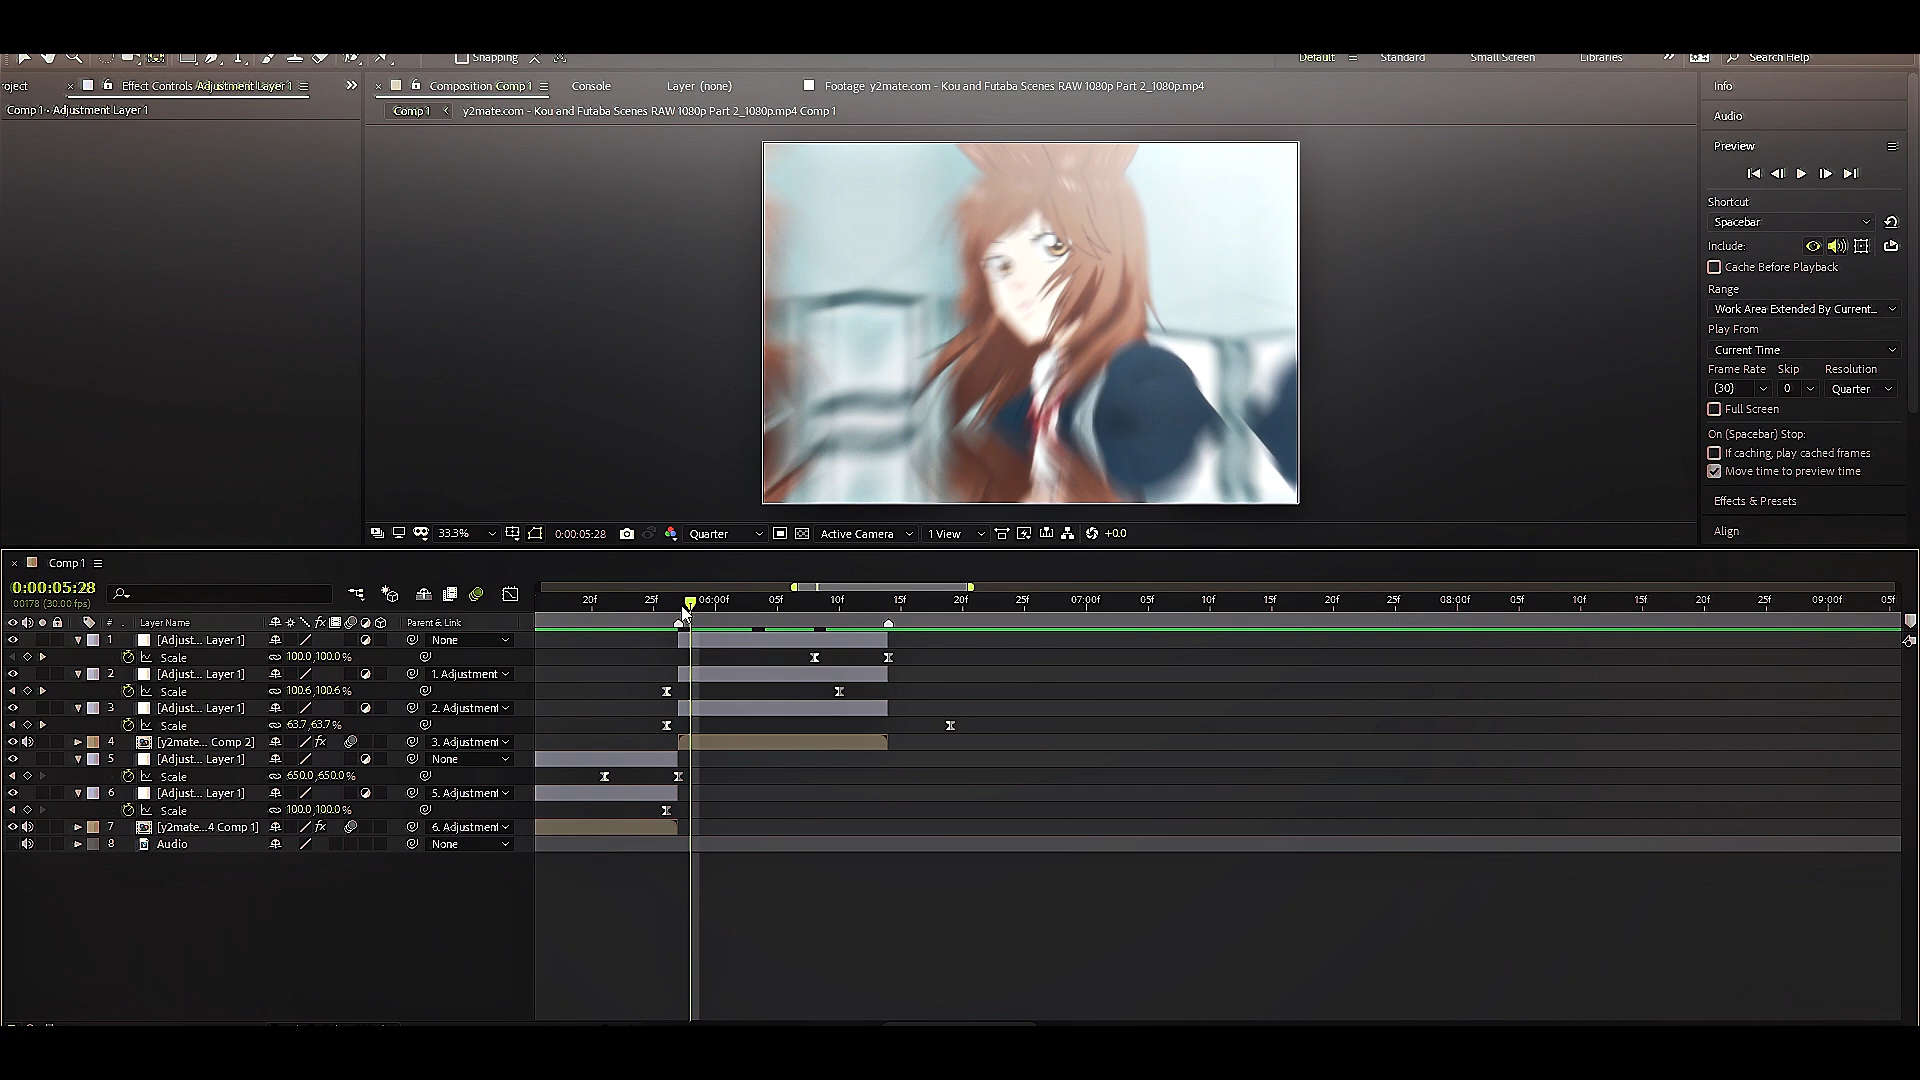 Snapping
Default
Standard
Small Screen
Libraries
Search Help
oject
Effect Controls Adjustment Layer 1
Composition Comp 1
Console
Layer (none)
Footage y2mate.com - Kou and Futaba Scenes RAW 1080p Part 2_1080p.mp4
Info
Comp 1 · Adjustment Layer 1
Comp 1
y2mate.com - Kou and Futaba Scenes RAW 1080p Part 2_1080p.mp4 Comp 1
Audio
Preview
Shortcut
Spacebar
Include:
Cache Before Playback
Range
Work Area Extended By Current...
Play From
Current Time
Frame Rate Skip Resolution
(30) 0 Quarter
Full Screen
On (Spacebar) Stop:
If caching, play cached frames
Move time to preview time
Effects & Presets
Align
33.3% 0:00:05:28 Quarter Active Camera 1 View +0.0
Comp 1
0:00:05:28
00178 (30.00 fps)
20f 25f 06:00f 05f 10f 15f 20f 25f 07:00f 05f 10f 15f 20f 25f 08:00f 05f 10f 15f 20f 25f 09:00f 05f
# . Layer Name Parent & Link
1 [Adjust... Layer 1] None
Scale 100.0,100.0%
2 [Adjust... Layer 1] 1. Adjustment
Scale 100.6,100.6%
3 [Adjust... Layer 1] 2. Adjustment
Scale 63.7,63.7%
4 [y2mate... Comp 2] 3. Adjustment
5 [Adjust... Layer 1] None
Scale 650.0,650.0%
6 [Adjust... Layer 1] 5. Adjustment
Scale 100.0,100.0%
7 [y2mate...4 Comp 1] 6. Adjustment
8 Audio None